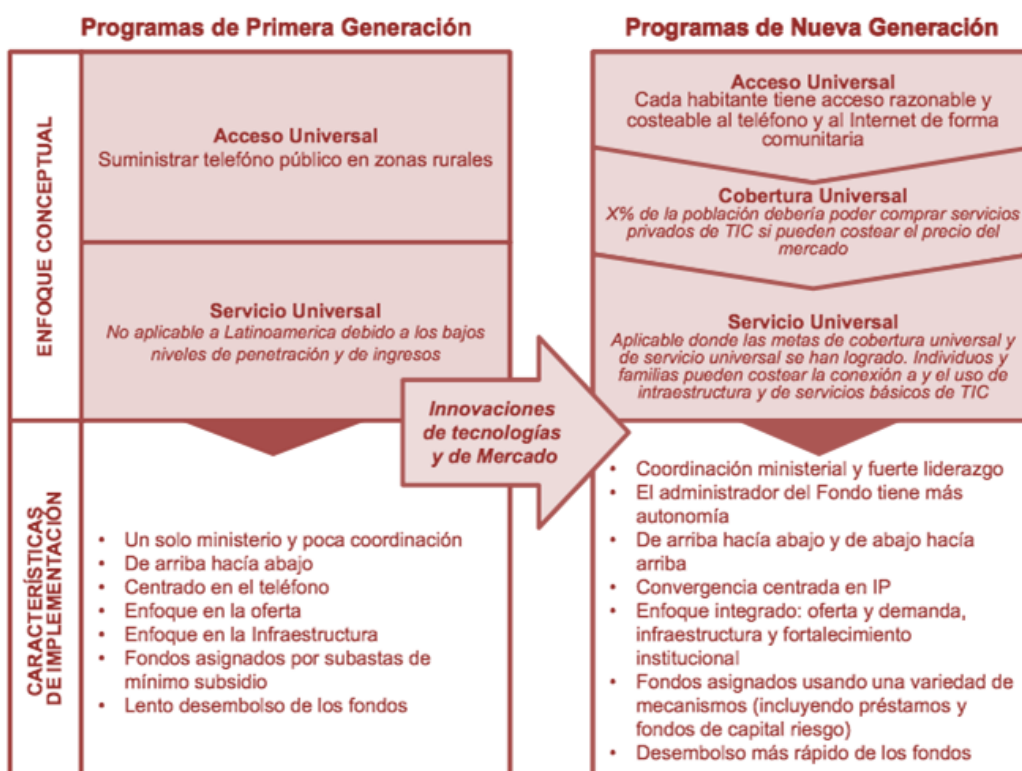 Programas de Primera Generación
ENFOQUE CONCEPTUAL
Acceso Universal
Suministrar telefóno público en zonas rurales
Servicio Universal
No aplicable a Latinoamerica debido a los bajos
niveles de penetración y de ingresos
CARACTERÍSTICAS
DE IMPLEMENTACIÓN
• Un solo ministerio y poca coordinación
• De arriba hacía abajo
• Centrado en el teléfono
• Enfoque en la oferta
• Enfoque en la Infraestructura
• Fondos asignados por subastas de
mínimo subsidio
• Lento desembolso de los fondos
Innovaciones
de tecnologías
y de Mercado
Programas de Nueva Generación
Acceso Universal
Cada habitante tiene acceso razonable y
costeable al teléfono y al Internet de forma
comunitaria
Cobertura Universal
X% de la población debería poder comprar servicios
privados de TIC si pueden costear el precio del
mercado
Servicio Universal
Aplicable donde las metas de cobertura universal y
de servicio universal se han logrado. Individuos y
familias pueden costear la conexión a y el uso de
intraestructura y de servicios básicos de TIC
• Coordinación ministerial y fuerte liderazgo
• El administrador del Fondo tiene más
autonomía
• De arriba hacía abajo y de abajo hacía
arriba
• Convergencia centrada en IP
• Enfoque integrado: oferta y demanda,
infraestructura y fortalecimiento
institucional
• Fondos asignados usando una variedad de
mecanismos (incluyendo préstamos y
fondos de capital riesgo)
• Desembolso más rápido de los fondos